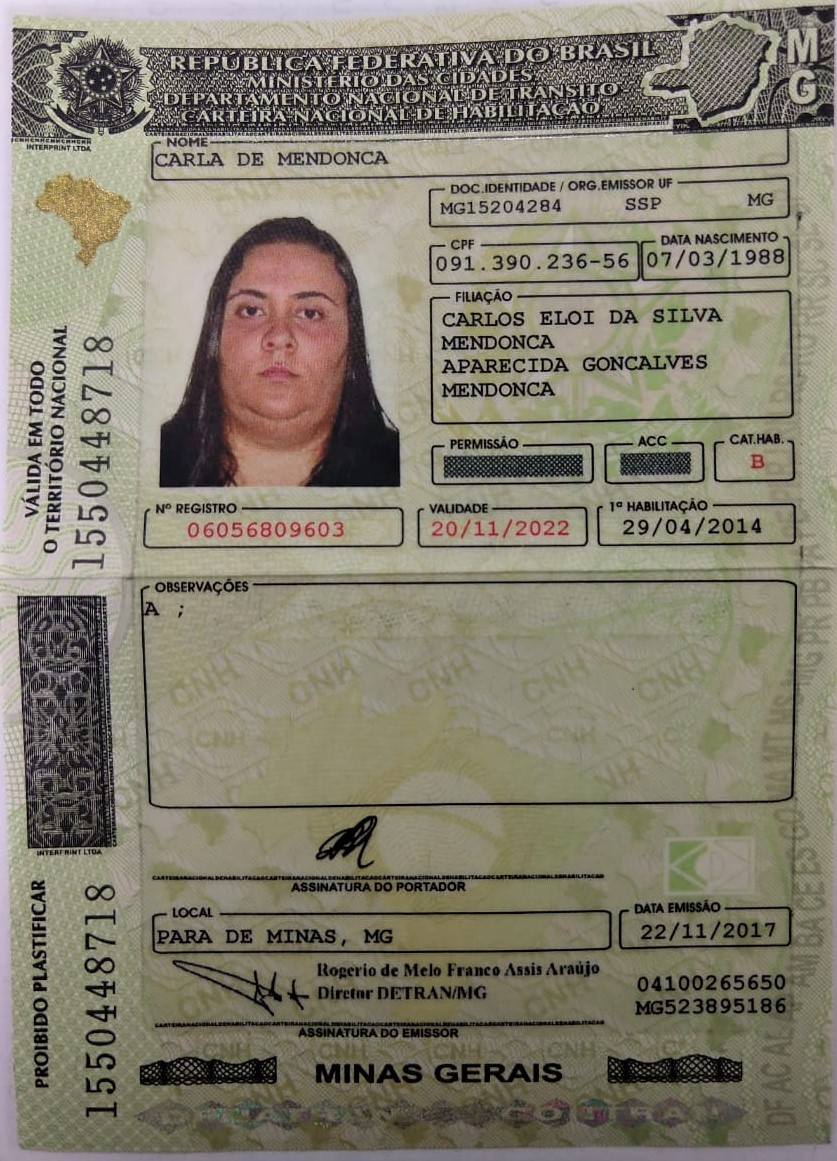 REPÚBLICA FEDERATIVA DO BRASIL
MINISTÉRIO DAS CIDADES
DEPARTAMENTO NACIONAL DE TRÂNSITO
CARTEIRA NACIONAL DE HABILITAÇÃO
MG
INTERPRINT LTDA
NOME
CARLA DE MENDONCA
DOC.IDENTIDADE / ORG.EMISSOR UF
MG15204284 SSP MG
CPF
091.390.236-56
DATA NASCIMENTO
07/03/1988
FILIAÇÃO
CARLOS ELOI DA SILVA
MENDONCA
APARECIDA GONCALVES
MENDONCA
PERMISSÃO
ACC
CAT.HAB.
B
Nº REGISTRO
06056809603
VALIDADE
20/11/2022
1ª HABILITAÇÃO
29/04/2014
VÁLIDA EM TODO
O TERRITÓRIO NACIONAL
1550448718
OBSERVAÇÕES
A ;
INTERPRINT LTDA
ASSINATURA DO PORTADOR
LOCAL
PARA DE MINAS, MG
DATA EMISSÃO
22/11/2017
Rogerio de Melo Franco Assis Araújo
Diretor DETRAN/MG
04100265650
MG523895186
ASSINATURA DO EMISSOR
PROIBIDO PLASTIFICAR
1550448718
MINAS GERAIS